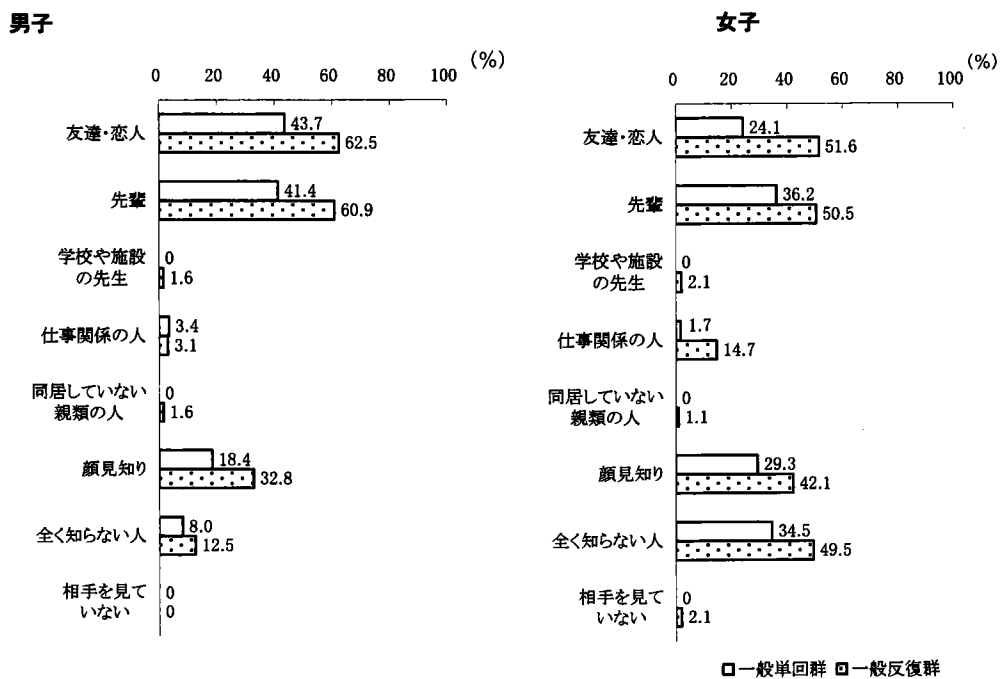 男子
(%)
0 20 40 60 80 100
友達・恋人
43.7
62.5
先輩
41.4
60.9
学校や施設
の先生
0
1.6
仕事関係の人
3.4
3.1
同居していない
親類の人
0
1.6
顔見知り
18.4
32.8
全く知らない人
8.0
12.5
相手を見て
いない
0
0
女子
(%)
0 20 40 60 80 100
友達・恋人
24.1
51.6
先輩
36.2
50.5
学校や施設
の先生
0
2.1
仕事関係の人
1.7
14.7
同居していない
親類の人
0
1.1
顔見知り
29.3
42.1
全く知らない人
34.5
49.5
相手を見て
いない
0
2.1
一般単回群 一般反復群